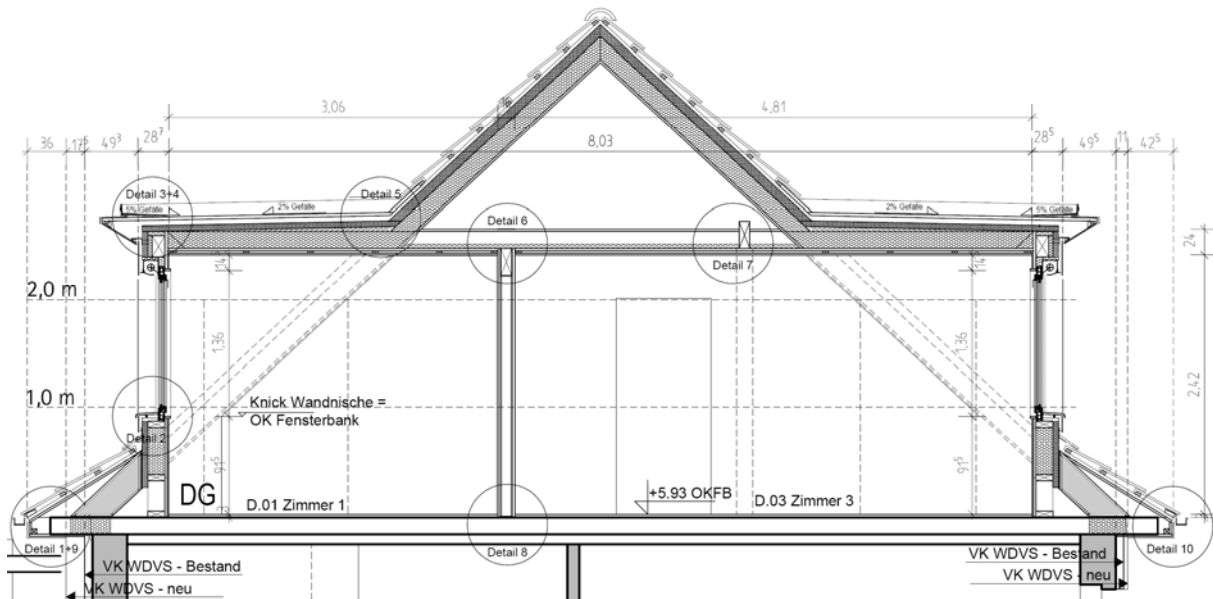 3,06
4,81
36
17⁵
49³
28⁷
8,03
28⁵
49⁵
11
42⁵
Detail 3+4
Detail 5
5% Gefälle
2% Gefälle
Detail 6
2% Gefälle
5% Gefälle
Detail 7
24
14
14
2,0 m
1,36
1,36
2,42
1,0 m
Knick Wandnische =
OK Fensterbank
Detail 2
91⁵
91⁵
DG
D.01 Zimmer 1
+5.93 OKFB
D.03 Zimmer 3
Detail 1+9
Detail 8
Detail 10
VK WDVS - Bestand
VK WDVS - neu
VK WDVS - Bestand
VK WDVS - neu